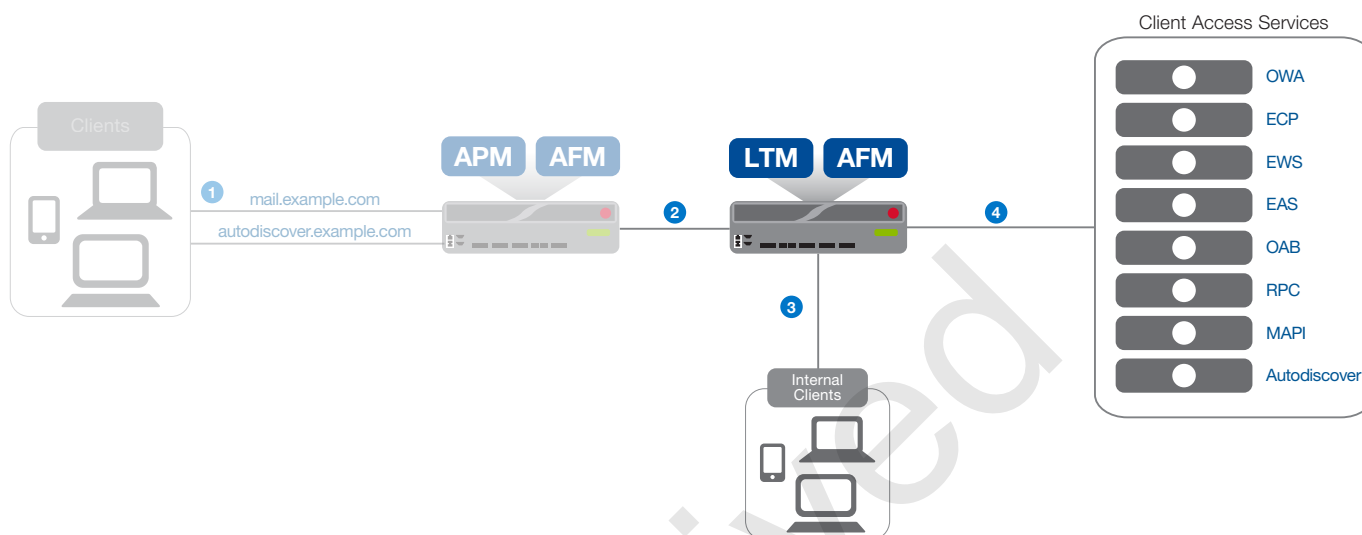 Client Access Services
OWA
ECP
EWS
EAS
OAB
RPC
MAPI
Autodiscover
Clients
1
mail.example.com
autodiscover.example.com
APM
AFM
2
LTM
AFM
4
3
Internal
Clients